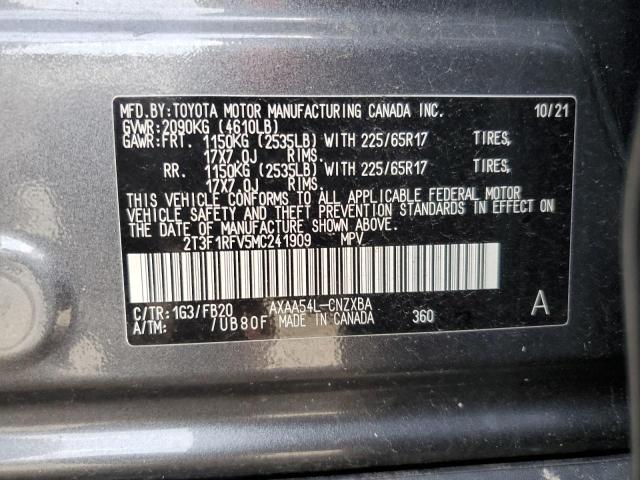 MFD.BY:TOYOTA MOTOR MANUFACTURING CANADA INC. 10/21
GVWR:2090KG (4610LB)
GAWR:FRT. 1150KG (2535LB) WITH 225/65R17 TIRES,
17X7.0J RIMS.
RR. 1150KG (2535LB) WITH 225/65R17 TIRES,
17X7.0J RIMS.
THIS VEHICLE CONFORMS TO ALL APPLICABLE FEDERAL MOTOR
VEHICLE SAFETY AND THEFT PREVENTION STANDARDS IN EFFECT ON
THE DATE OF MANUFACTURE SHOWN ABOVE.
2T3F1RFV5MC241909 MPV
C/TR:1G3/FB20 AXAA54L-CNZXBA 360 A
A/TM: /UB80F MADE IN CANADA